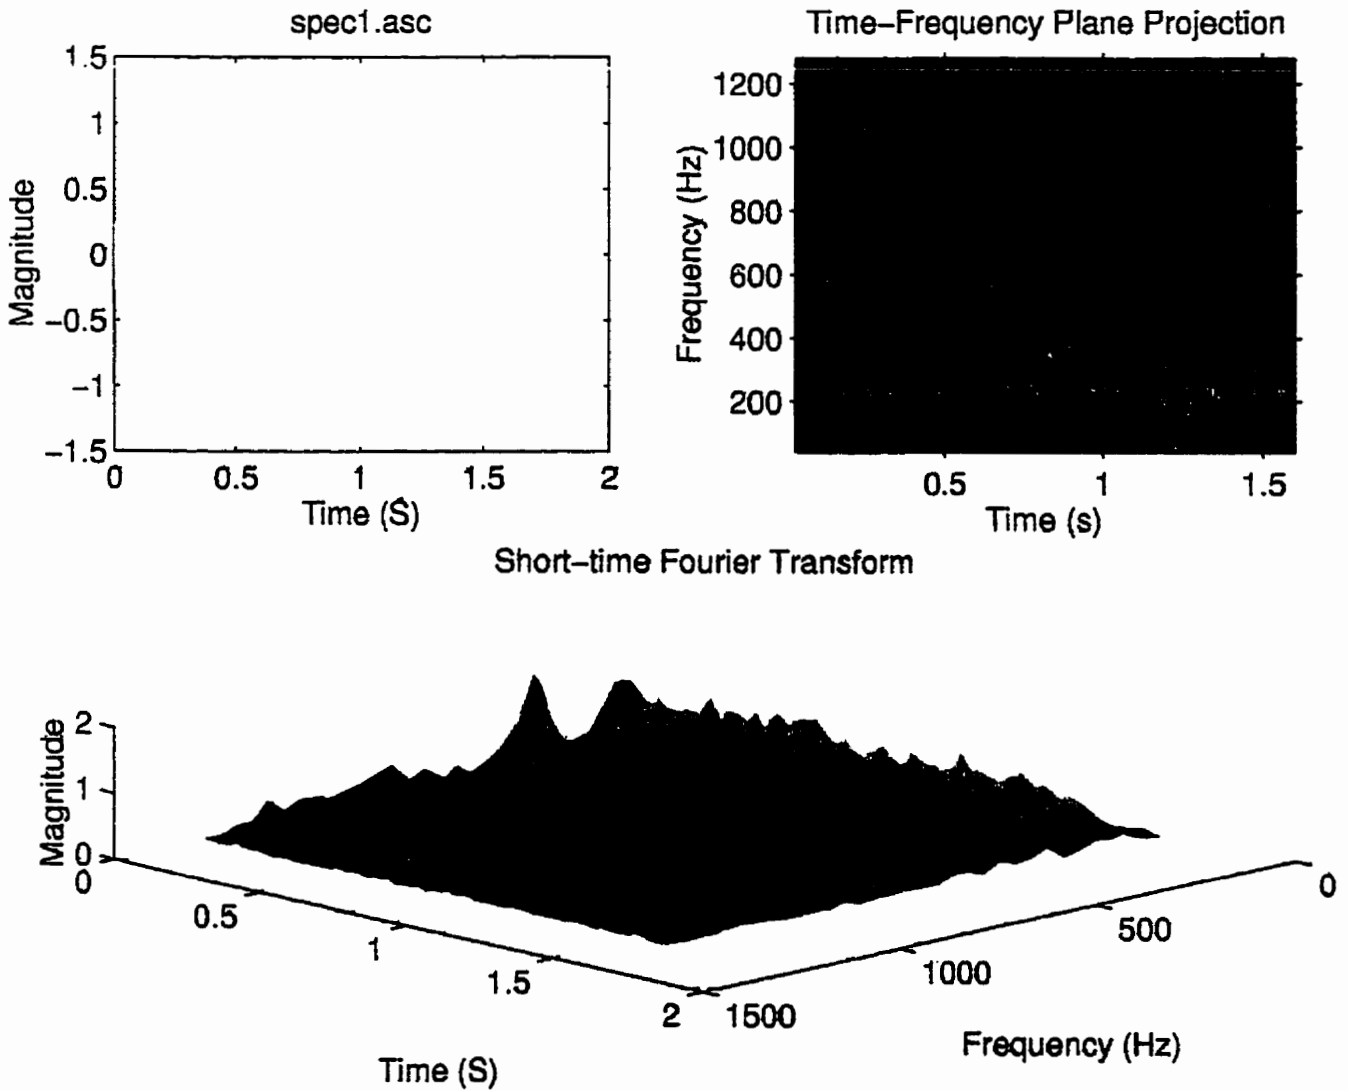 spec1.asc
Time–Frequency Plane Projection
1.5
1
0.5
0
−0.5
−1
−1.5
Magnitude
0 0.5 1 1.5 2
Time (S)
1200
1000
800
600
400
200
Frequency (Hz)
0.5 1 1.5
Time (s)
Short–time Fourier Transform
2
1
0
Magnitude
0
0.5
1
1.5
2
Time (S)
1500
1000
500
0
Frequency (Hz)